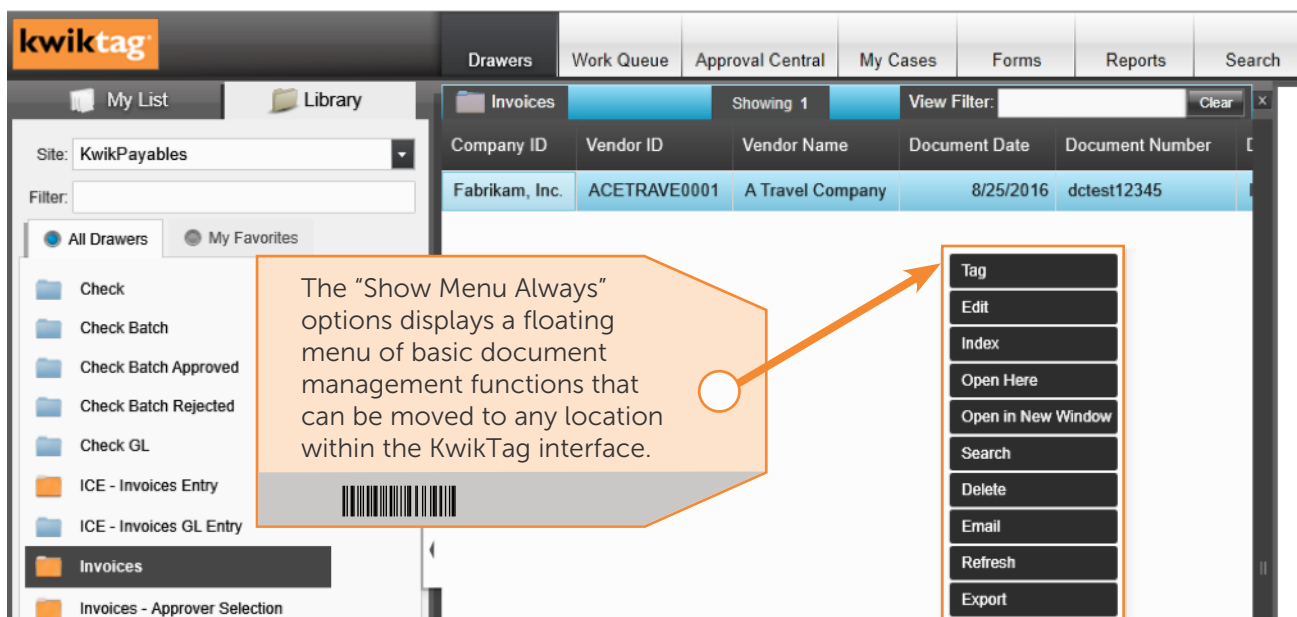 kwiktag
Drawers
Work Queue
Approval Central
My Cases
Forms
Reports
Search
My List
Library
Invoices
Showing 1
View Filter:
Clear
x
Site: KwikPayables
Filter:
Company ID
Vendor ID
Vendor Name
Document Date
Document Number
Fabrikam, Inc.
ACETRAVE0001
A Travel Company
8/25/2016
dctest12345
All Drawers
My Favorites
Check
Check Batch
Check Batch Approved
Check Batch Rejected
Check GL
ICE - Invoices Entry
ICE - Invoices GL Entry
Invoices
Invoices - Approver Selection
The “Show Menu Always”
options displays a floating
menu of basic document
management functions that
can be moved to any location
within the KwikTag interface.
Tag
Edit
Index
Open Here
Open in New Window
Search
Delete
Email
Refresh
Export